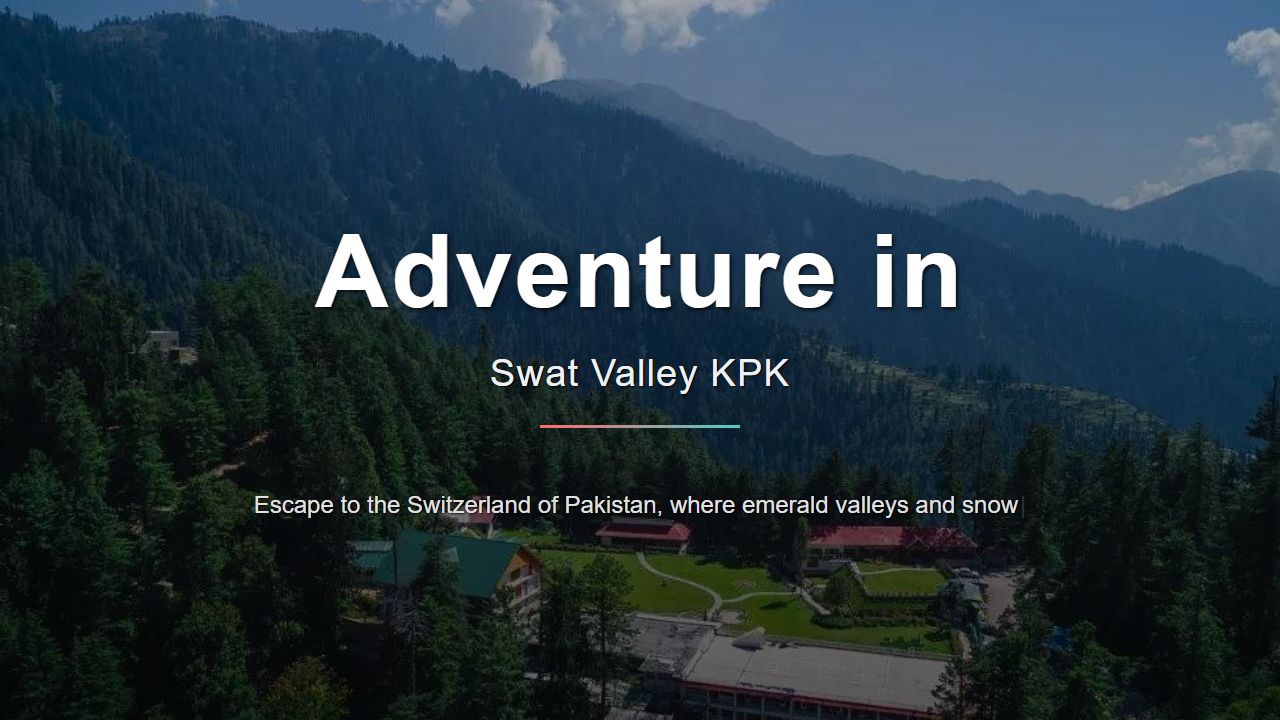 Adventure in
Swat Valley KPK
Escape to the Switzerland of Pakistan, where emerald valleys and snow